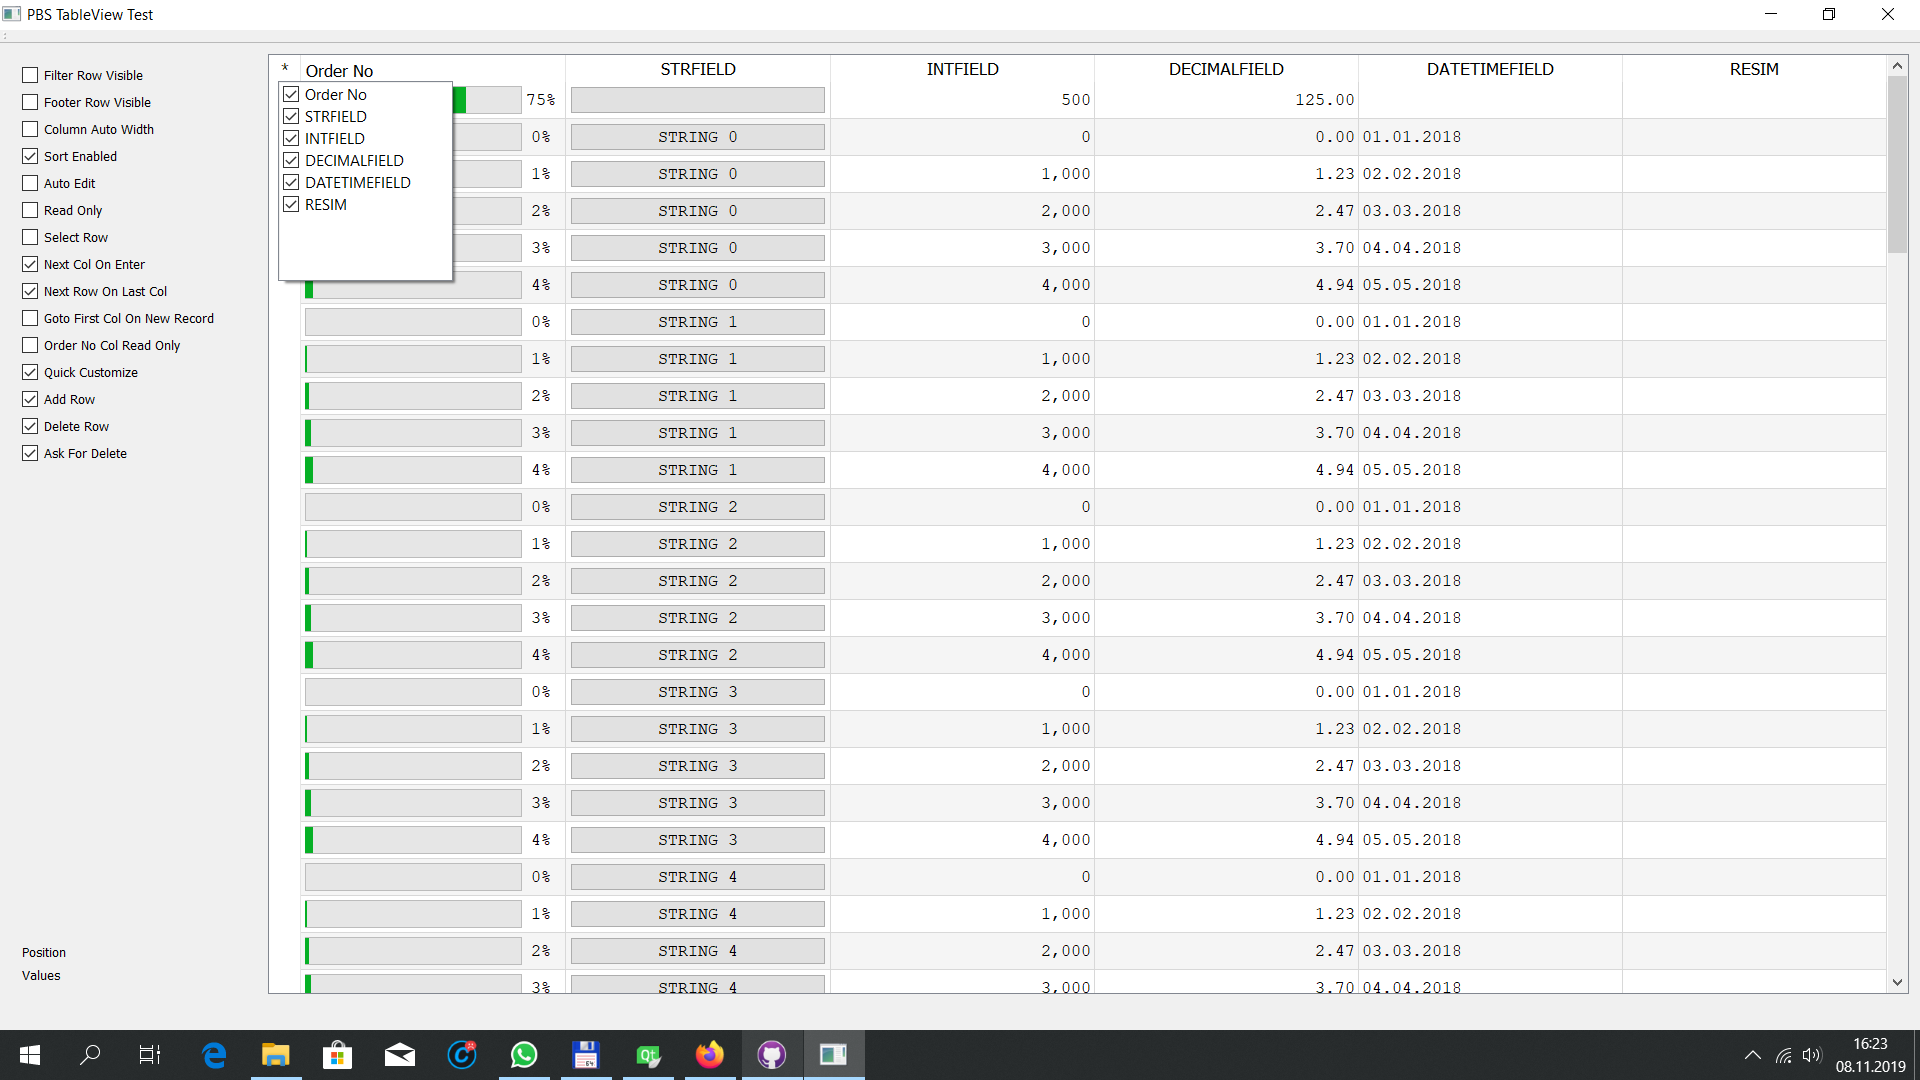 PBS TableView Test
Filter Row Visible
Footer Row Visible
Column Auto Width
Sort Enabled
Auto Edit
Read Only
Select Row
Next Col On Enter
Next Row On Last Col
Goto First Col On New Record
Order No Col Read Only
Quick Customize
Add Row
Delete Row
Ask For Delete
Position
Values
* Order No STRFIELD INTFIELD DECIMALFIELD DATETIMEFIELD RESIM
Order No
STRFIELD
INTFIELD
DECIMALFIELD
DATETIMEFIELD
RESIM
75% 500 125.00
0% STRING 0 0 0.00 01.01.2018
1% STRING 0 1,000 1.23 02.02.2018
2% STRING 0 2,000 2.47 03.03.2018
3% STRING 0 3,000 3.70 04.04.2018
4% STRING 0 4,000 4.94 05.05.2018
0% STRING 1 0 0.00 01.01.2018
1% STRING 1 1,000 1.23 02.02.2018
2% STRING 1 2,000 2.47 03.03.2018
3% STRING 1 3,000 3.70 04.04.2018
4% STRING 1 4,000 4.94 05.05.2018
0% STRING 2 0 0.00 01.01.2018
1% STRING 2 1,000 1.23 02.02.2018
2% STRING 2 2,000 2.47 03.03.2018
3% STRING 2 3,000 3.70 04.04.2018
4% STRING 2 4,000 4.94 05.05.2018
0% STRING 3 0 0.00 01.01.2018
1% STRING 3 1,000 1.23 02.02.2018
2% STRING 3 2,000 2.47 03.03.2018
3% STRING 3 3,000 3.70 04.04.2018
4% STRING 3 4,000 4.94 05.05.2018
0% STRING 4 0 0.00 01.01.2018
1% STRING 4 1,000 1.23 02.02.2018
2% STRING 4 2,000 2.47 03.03.2018
3% STRING 4 3,000 3.70 04.04.2018
64
Qt
16:23
08.11.2019